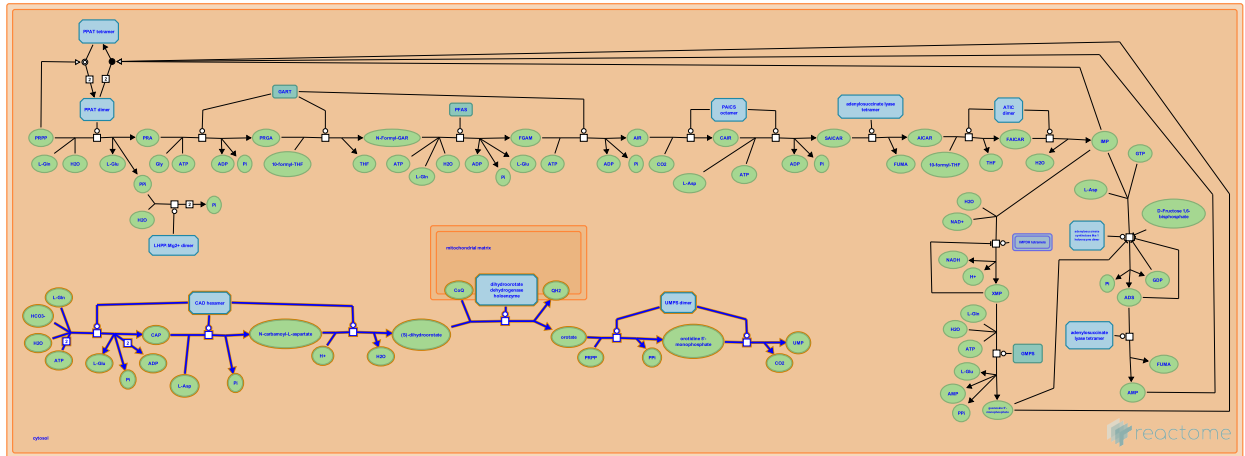 PPAT tetramer
2
2
PPAT dimer
GART
PFAS
PAICS
octamer
adenylosuccinate lyase
tetramer
ATIC
dimer
PRPP
PRA
PRGA
N-Formyl-GAR
FGAM
AIR
CAIR
SAICAR
AICAR
FAICAR
IMP
GTP
L-Gln
H2O
L-Glu
Gly
ATP
ADP
Pi
10-formyl-THF
THF
ATP
L-Gln
H2O
ADP
Pi
L-Glu
ATP
ADP
Pi
CO2
L-Asp
ATP
ADP
Pi
FUMA
10-formyl-THF
THF
H2O
PPi
H2O
2
Pi
LHPP:Mg2+ dimer
L-Asp
D-Fructose 1,6-
bisphosphate
H2O
NAD+
NADH
H+
XMP
Pi
GDP
ADS
mitochondrial matrix
CoQ
dihydroorotate
dehydrogenase
holoenzyme
QH2
CAD hexamer
UMPS dimer
L-Gln
HCO3-
H2O
ATP
2
2
CAP
L-Glu
Pi
ADP
L-Asp
Pi
N-carbamoyl-L-aspartate
H+
H2O
(S)-dihydroorotate
orotate
PRPP
PPi
orotidine 5'-
monophosphate
CO2
UMP
L-Gln
H2O
ATP
GMPS
L-Glu
AMP
PPi
adenylosuccinate
lyase tetramer
FUMA
AMP
cytosol
reactome